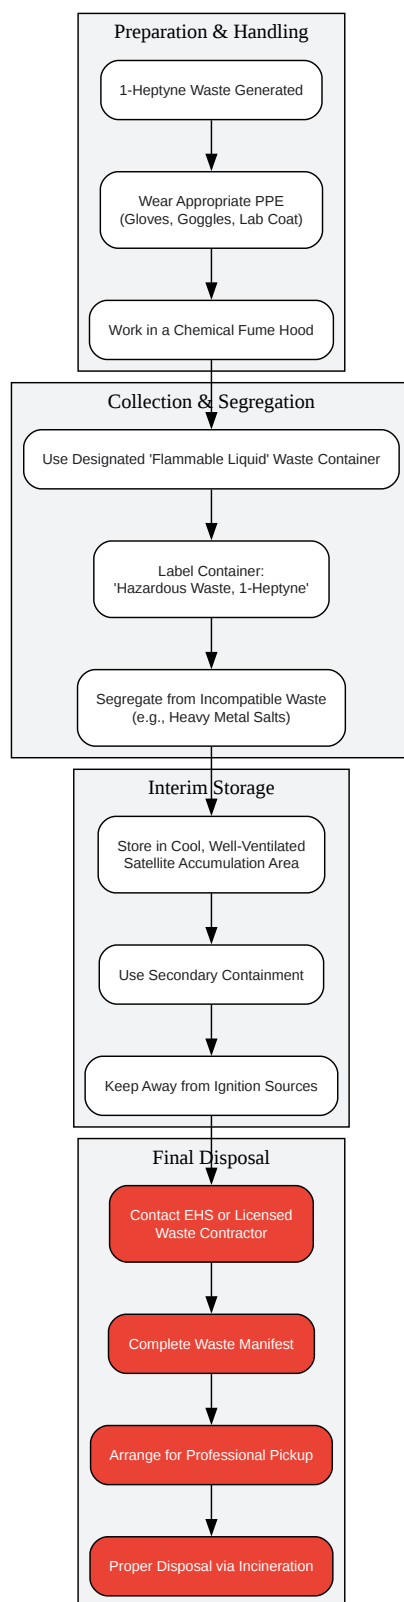 Preparation & Handling
1-Heptyne Waste Generated
Wear Appropriate PPE
(Gloves, Goggles, Lab Coat)
Work in a Chemical Fume Hood
Collection & Segregation
Use Designated 'Flammable Liquid' Waste Container
Label Container:
'Hazardous Waste, 1-Heptyne'
Segregate from Incompatible Waste
(e.g., Heavy Metal Salts)
Interim Storage
Store in Cool, Well-Ventilated
Satellite Accumulation Area
Use Secondary Containment
Keep Away from Ignition Sources
Final Disposal
Contact EHS or Licensed
Waste Contractor
Complete Waste Manifest
Arrange for Professional Pickup
Proper Disposal via Incineration